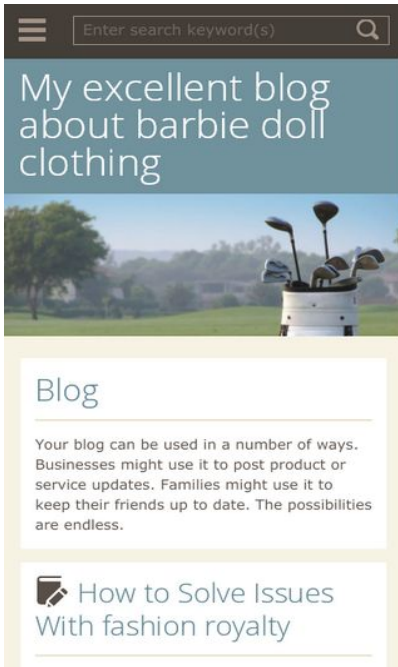 Enter search keyword(s)
My excellent blog
about barbie doll
clothing
Blog
Your blog can be used in a number of ways.
Businesses might use it to post product or
service updates. Families might use it to
keep their friends up to date. The possibilities
are endless.
How to Solve Issues
With fashion royalty